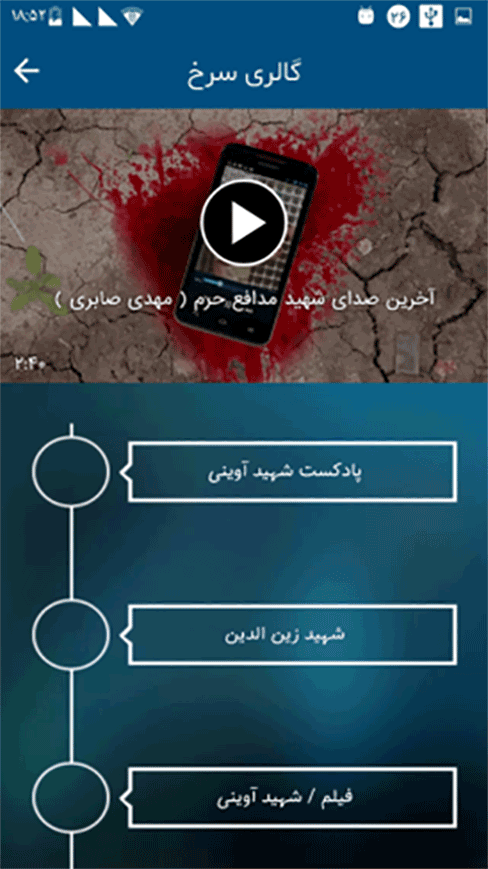 ۱۸:۵۲
۲۶
گالری سرخ
آخرین صدای شهید مدافع حرم ( مهدی صابری )
۲:۴۰
پادکست شهید آوینی
شهید زین الدین
فیلم / شهید آوینی